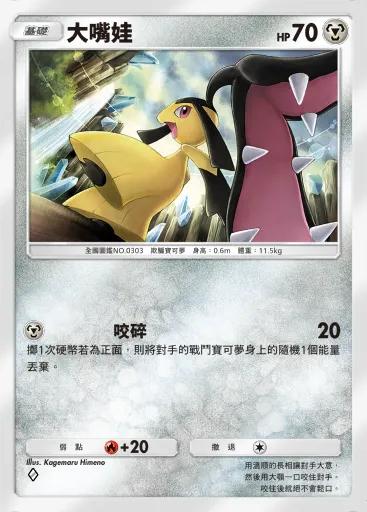 基礎 大嘴娃 HP 70
全國圖鑑NO.0303 欺騙寶可夢 身高：0.6m 體重：11.5kg
咬碎 20
擲1次硬幣若為正面，則將對手的戰鬥寶可夢身上的隨機1個能量
丟棄。
弱點 +20 撤退
Illus. Kagemaru Himeno
用溫順的長相讓對手大意，
然後用大顎一口咬住對手。
咬住後就絕不會鬆口。